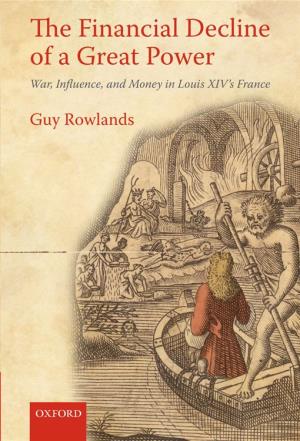 The Financial Decline
of a Great Power
War, Influence, and Money in Louis XIV's France
Guy Rowlands
OXFORD